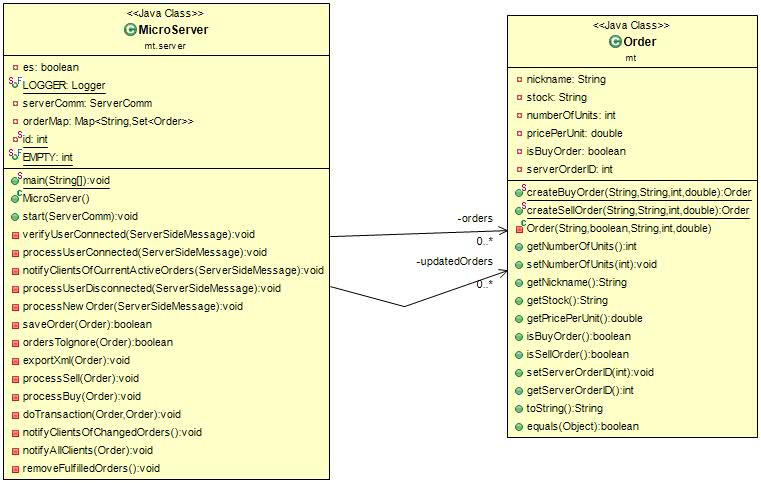 <<Java Class>>
MicroServer
mt.server
es: boolean
LOGGER: Logger
serverComm: ServerComm
orderMap: Map<String,Set<Order>>
id: int
EMPTY: int
main(String[]):void
MicroServer()
start(ServerComm):void
verifyUserConnected(ServerSideMessage):void
processUserConnected(ServerSideMessage):void
notifyClientsOfCurrentActiveOrders(ServerSideMessage):void
processUserDisconnected(ServerSideMessage):void
processNewOrder(ServerSideMessage):void
saveOrder(Order):boolean
ordersToIgnore(Order):boolean
exportXml(Order):void
processSell(Order):void
processBuy(Order):void
doTransaction(Order,Order):void
notifyClientsOfChangedOrders():void
notifyAllClients(Order):void
removeFulfilledOrders():void
-orders
0..*
-updatedOrders
0..*
<<Java Class>>
Order
mt
nickname: String
stock: String
numberOfUnits: int
pricePerUnit: double
isBuyOrder: boolean
serverOrderID: int
createBuyOrder(String,String,int,double):Order
createSellOrder(String,String,int,double):Order
Order(String,boolean,String,int,double)
getNumberOfUnits():int
setNumberOfUnits(int):void
getNickname():String
getStock():String
getPricePerUnit():double
isBuyOrder():boolean
isSellOrder():boolean
setServerOrderID(int):void
getServerOrderID():int
toString():String
equals(Object):boolean